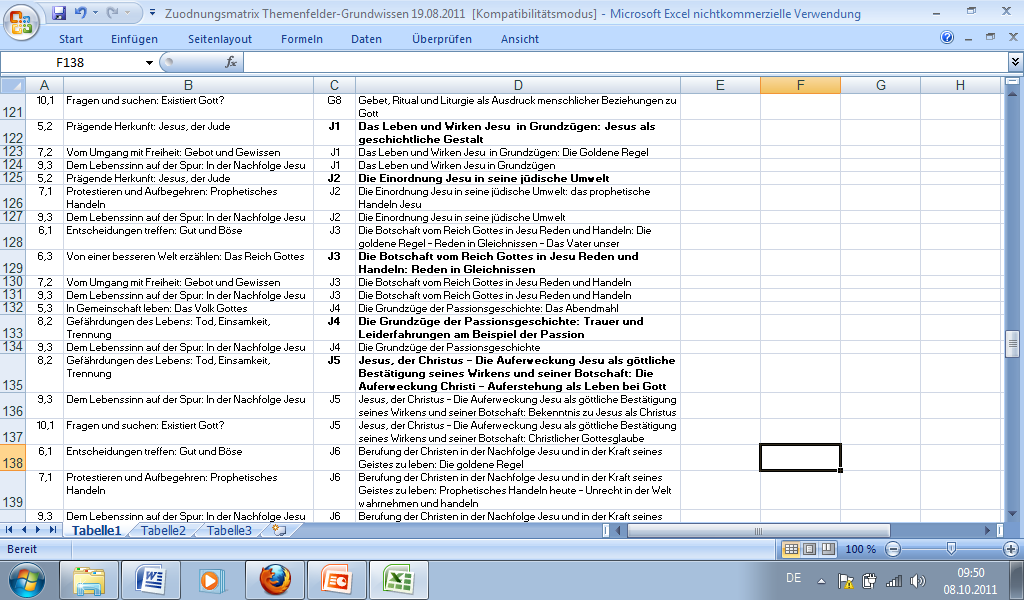 Zuodnungsmatrix Themenfelder-Grundwissen 19.08.2011 [Kompatibilitätsmodus] - Microsoft Excel nichtkommerzielle Verwendung
Start Einfügen Seitenlayout Formeln Daten Überprüfen Ansicht
F138 fx
A B C D E F G H
121 10,1 Fragen und suchen: Existiert Gott? G8 Gebet, Ritual und Liturgie als Ausdruck menschlicher Beziehungen zu
Gott
122 5,2 Prägende Herkunft: Jesus, der Jude J1 Das Leben und Wirken Jesu in Grundzügen: Jesus als
geschichtliche Gestalt
123 7,2 Vom Umgang mit Freiheit: Gebot und Gewissen J1 Das Leben und Wirken Jesu in Grundzügen: Die Goldene Regel
124 9,3 Dem Lebenssinn auf der Spur: In der Nachfolge Jesu J1 Das Leben und Wirken Jesu in Grundzügen
125 5,2 Prägende Herkunft: Jesus, der Jude J2 Die Einordnung Jesu in seine jüdische Umwelt
126 7,1 Protestieren und Aufbegehren: Prophetisches J2 Die Einordnung Jesu in seine jüdische Umwelt: das prophetische
Handeln Handeln Jesu
127 9,3 Dem Lebenssinn auf der Spur: In der Nachfolge Jesu J2 Die Einordnung Jesu in seine jüdische Umwelt
128 6,1 Entscheidungen treffen: Gut und Böse J3 Die Botschaft vom Reich Gottes in Jesu Reden und Handeln: Die
goldene Regel - Reden in Gleichnissen - Das Vater unser
129 6,3 Von einer besseren Welt erzählen: Das Reich Gottes J3 Die Botschaft vom Reich Gottes in Jesu Reden und
Handeln: Reden in Gleichnissen
130 7,2 Vom Umgang mit Freiheit: Gebot und Gewissen J3 Die Botschaft vom Reich Gottes in Jesu Reden und Handeln
131 9,3 Dem Lebenssinn auf der Spur: In der Nachfolge Jesu J3 Die Botschaft vom Reich Gottes in Jesu Reden und Handeln
132 5,3 In Gemeinschaft leben: Das Volk Gottes J4 Die Grundzüge der Passionsgeschichte: Das Abendmahl
133 8,2 Gefährdungen des Lebens: Tod, Einsamkeit, J4 Die Grundzüge der Passionsgeschichte: Trauer und
Trennung Leiderfahrungen am Beispiel der Passion
134 9,3 Dem Lebenssinn auf der Spur: In der Nachfolge Jesu J4 Die Grundzüge der Passionsgeschichte
135 8,2 Gefährdungen des Lebens: Tod, Einsamkeit, J5 Jesus, der Christus - Die Auferweckung Jesu als göttliche
Trennung Bestätigung seines Wirkens und seiner Botschaft: Die
Auferweckung Christi - Auferstehung als Leben bei Gott
136 9,3 Dem Lebenssinn auf der Spur: In der Nachfolge Jesu J5 Jesus, der Christus - Die Auferweckung Jesu als göttliche Bestätigung
seines Wirkens und seiner Botschaft: Bekenntnis zu Jesus als Christus
137 10,1 Fragen und suchen: Existiert Gott? J5 Jesus, der Christus - Die Auferweckung Jesu als göttliche Bestätigung
seines Wirkens und seiner Botschaft: Christlicher Gottesglaube
138 6,1 Entscheidungen treffen: Gut und Böse J6 Berufung der Christen in der Nachfolge Jesu und in der Kraft seines
Geistes zu leben: Die goldene Regel
139 7,1 Protestieren und Aufbegehren: Prophetisches J6 Berufung der Christen in der Nachfolge Jesu und in der Kraft seines
Handeln Geistes zu leben: Prophetisches Handeln heute - Unrecht in der Welt
wahrnehmen und handeln
9,3 Dem Lebenssinn auf der Spur: In der Nachfolge Jesu J6 Berufung der Christen in der Nachfolge Jesu und in der Kraft seines
Tabelle1 Tabelle2 Tabelle3
Bereit 100 %
DE 09:50
08.10.2011